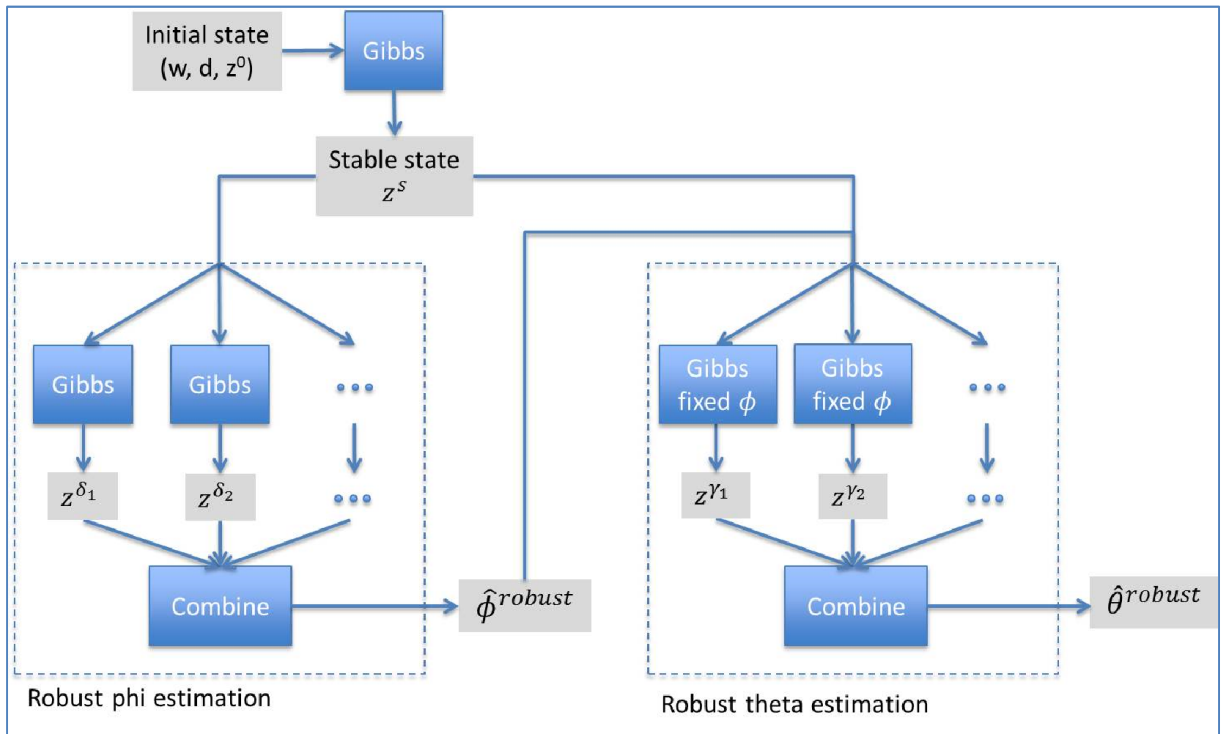 Initial state
(w, d, z⁰)
Gibbs
Stable state
z^s
Gibbs
Gibbs
...
z^δ₁
z^δ₂
...
Combine
ϕ̂^robust
Robust phi estimation
Gibbs
fixed ϕ
Gibbs
fixed ϕ
...
z^γ₁
z^γ₂
...
Combine
θ̂^robust
Robust theta estimation